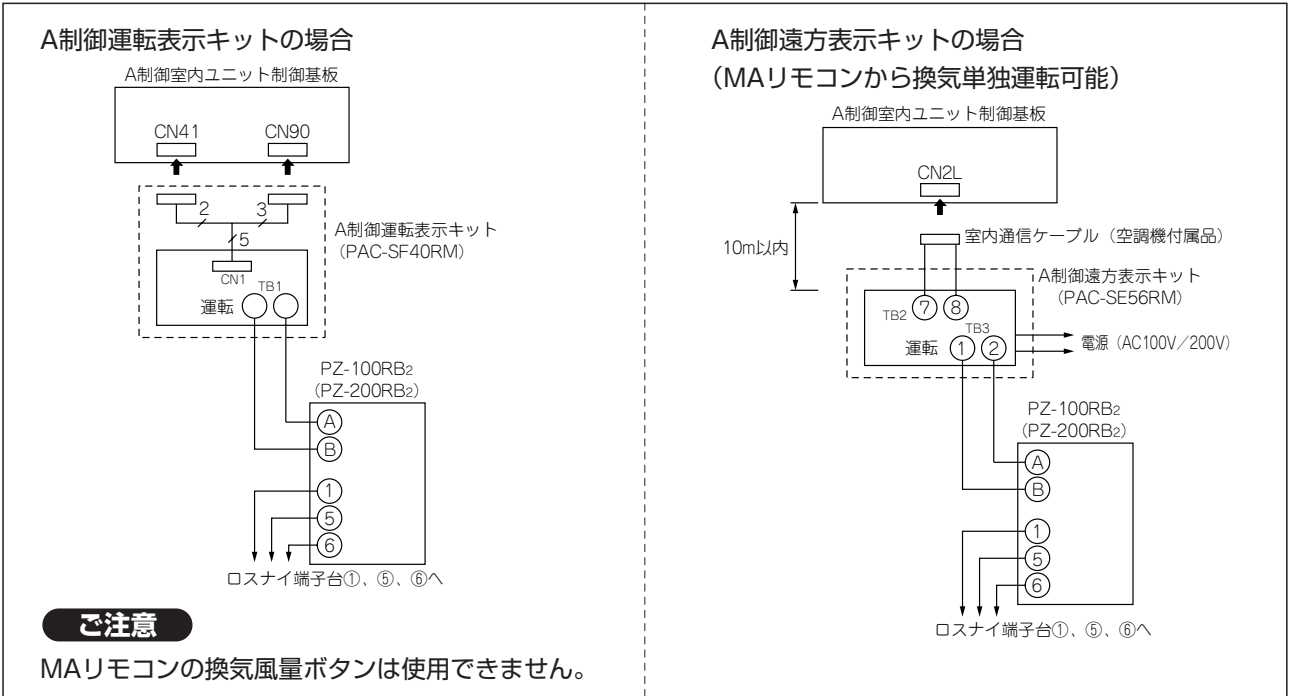 A制御運転表示キットの場合
A制御室内ユニット制御基板
CN41
CN90
2
3
5
A制御運転表示キット
(PAC-SF40RM)
CN1
TB1
運転
PZ-100RB2
(PZ-200RB2)
A
B
1
5
6
ロスナイ端子台①、⑤、⑥へ
ご注意
MAリモコンの換気風量ボタンは使用できません。
A制御遠方表示キットの場合
（MAリモコンから換気単独運転可能）
A制御室内ユニット制御基板
CN2L
10m以内
室内通信ケーブル（空調機付属品）
A制御遠方表示キット
(PAC-SE56RM)
TB2
⑦
⑧
TB3
運転
①
②
電源（AC100V／200V）
PZ-100RB2
(PZ-200RB2)
A
B
1
5
6
ロスナイ端子台①、⑤、⑥へ